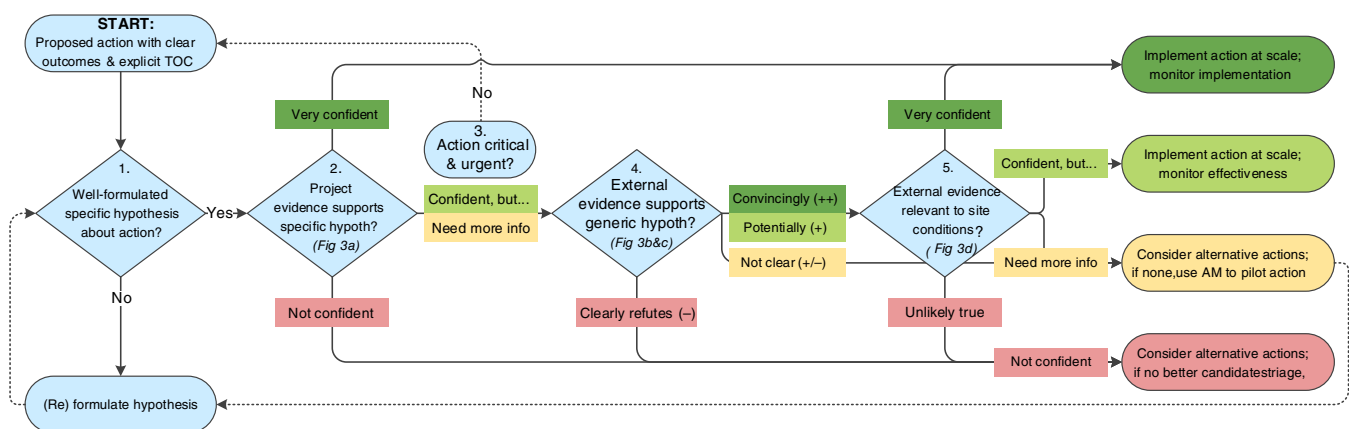 START:
Proposed action with clear
outcomes & explicit TOC
1.
Well-formulated
specific hypothesis
about action?
Yes
No
(Re) formulate hypothesis
Very confident
2.
Project
evidence supports
specific hypoth?
(Fig 3a)
Not confident
No
3.
Action critical
& urgent?
Confident, but...
Need more info
4.
External
evidence supports
generic hypoth?
(Fig 3b&c)
Clearly refutes (–)
Convincingly (++)
Potentially (+)
Not clear (+/–)
Very confident
5.
External evidence
relevant to site
conditions?
( Fig 3d)
Unlikely true
Confident, but...
Need more info
Not confident
Implement action at scale;
monitor implementation
Implement action at scale;
monitor effectiveness
Consider alternative actions;
if none,use AM to pilot action
Consider alternative actions;
if no better candidatestriage,